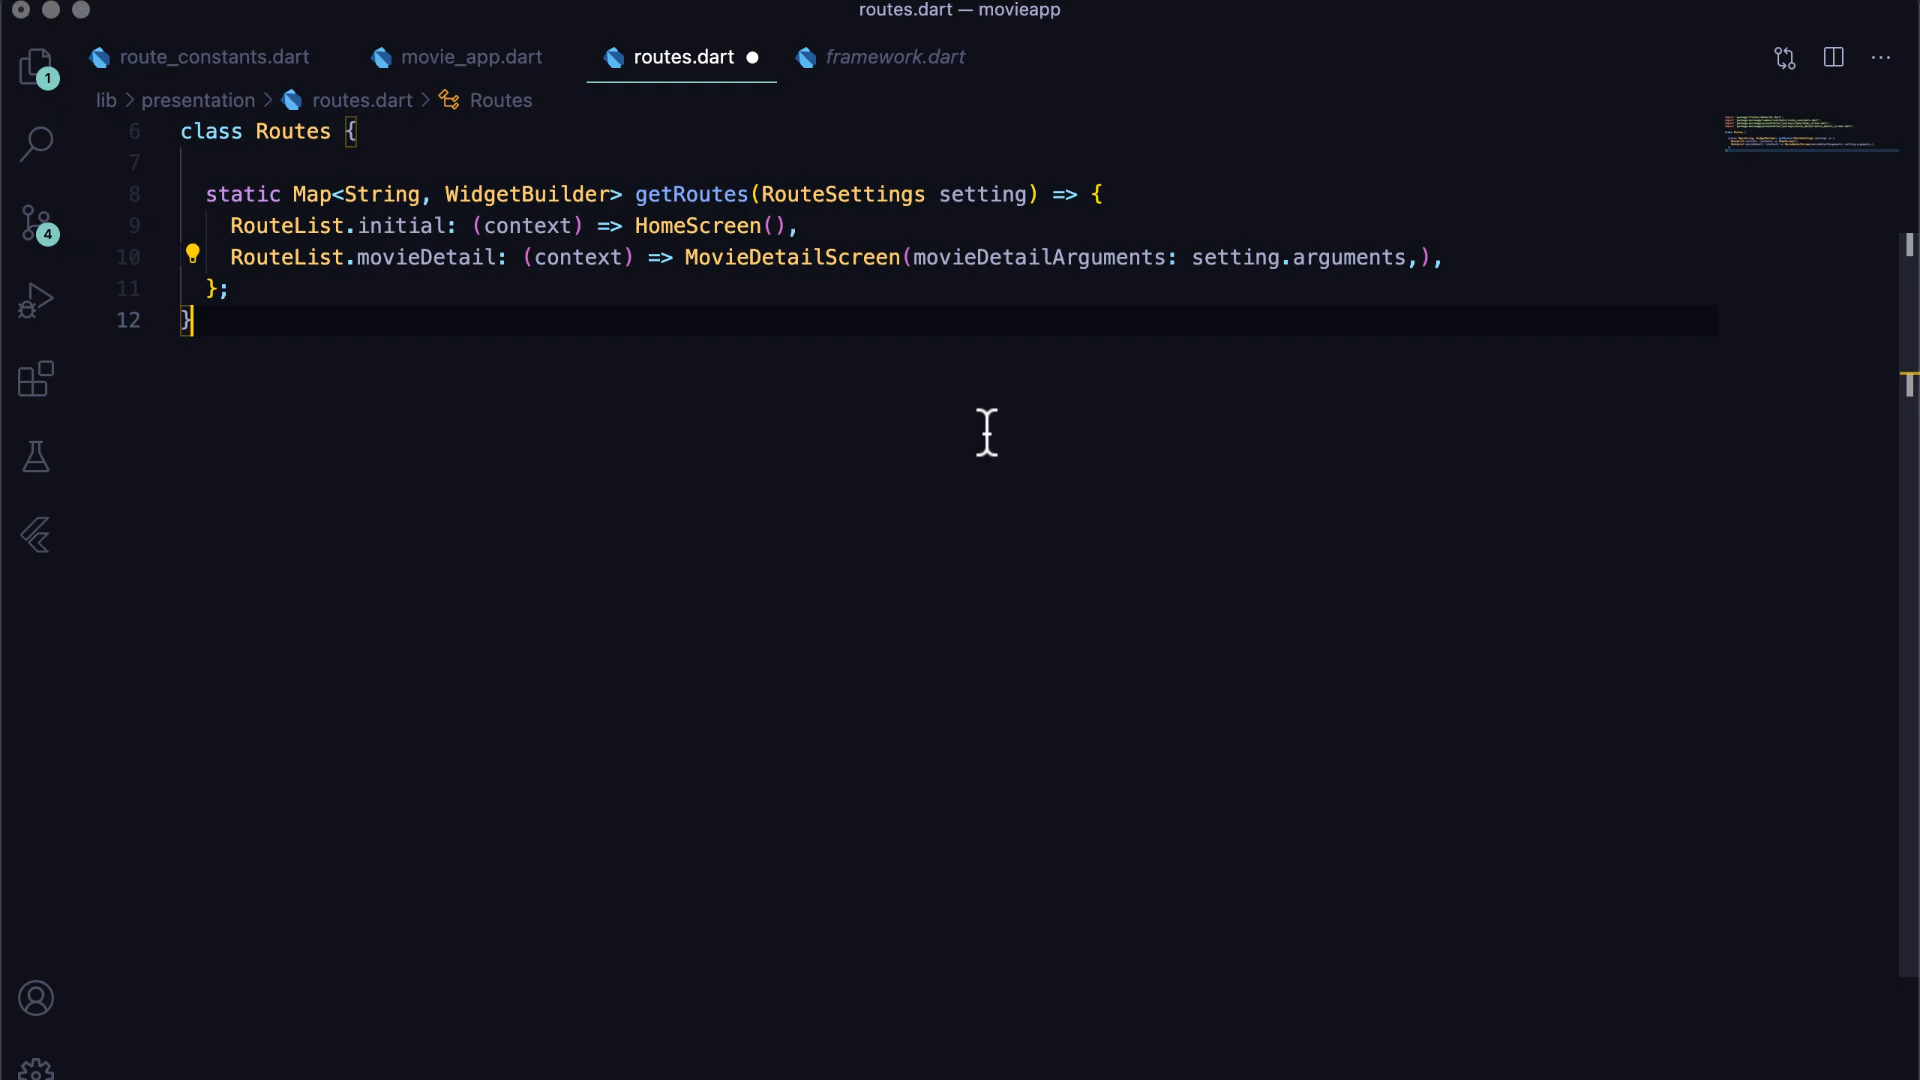 routes.dart — movieapp
route_constants.dart
movie_app.dart
routes.dart
framework.dart
lib > presentation > routes.dart > Routes
6 class Routes {
7
8 static Map<String, WidgetBuilder> getRoutes(RouteSettings setting) => {
9 RouteList.initial: (context) => HomeScreen(),
10 RouteList.movieDetail: (context) => MovieDetailScreen(movieDetailArguments: setting.arguments,),
11 };
12 }
1
4